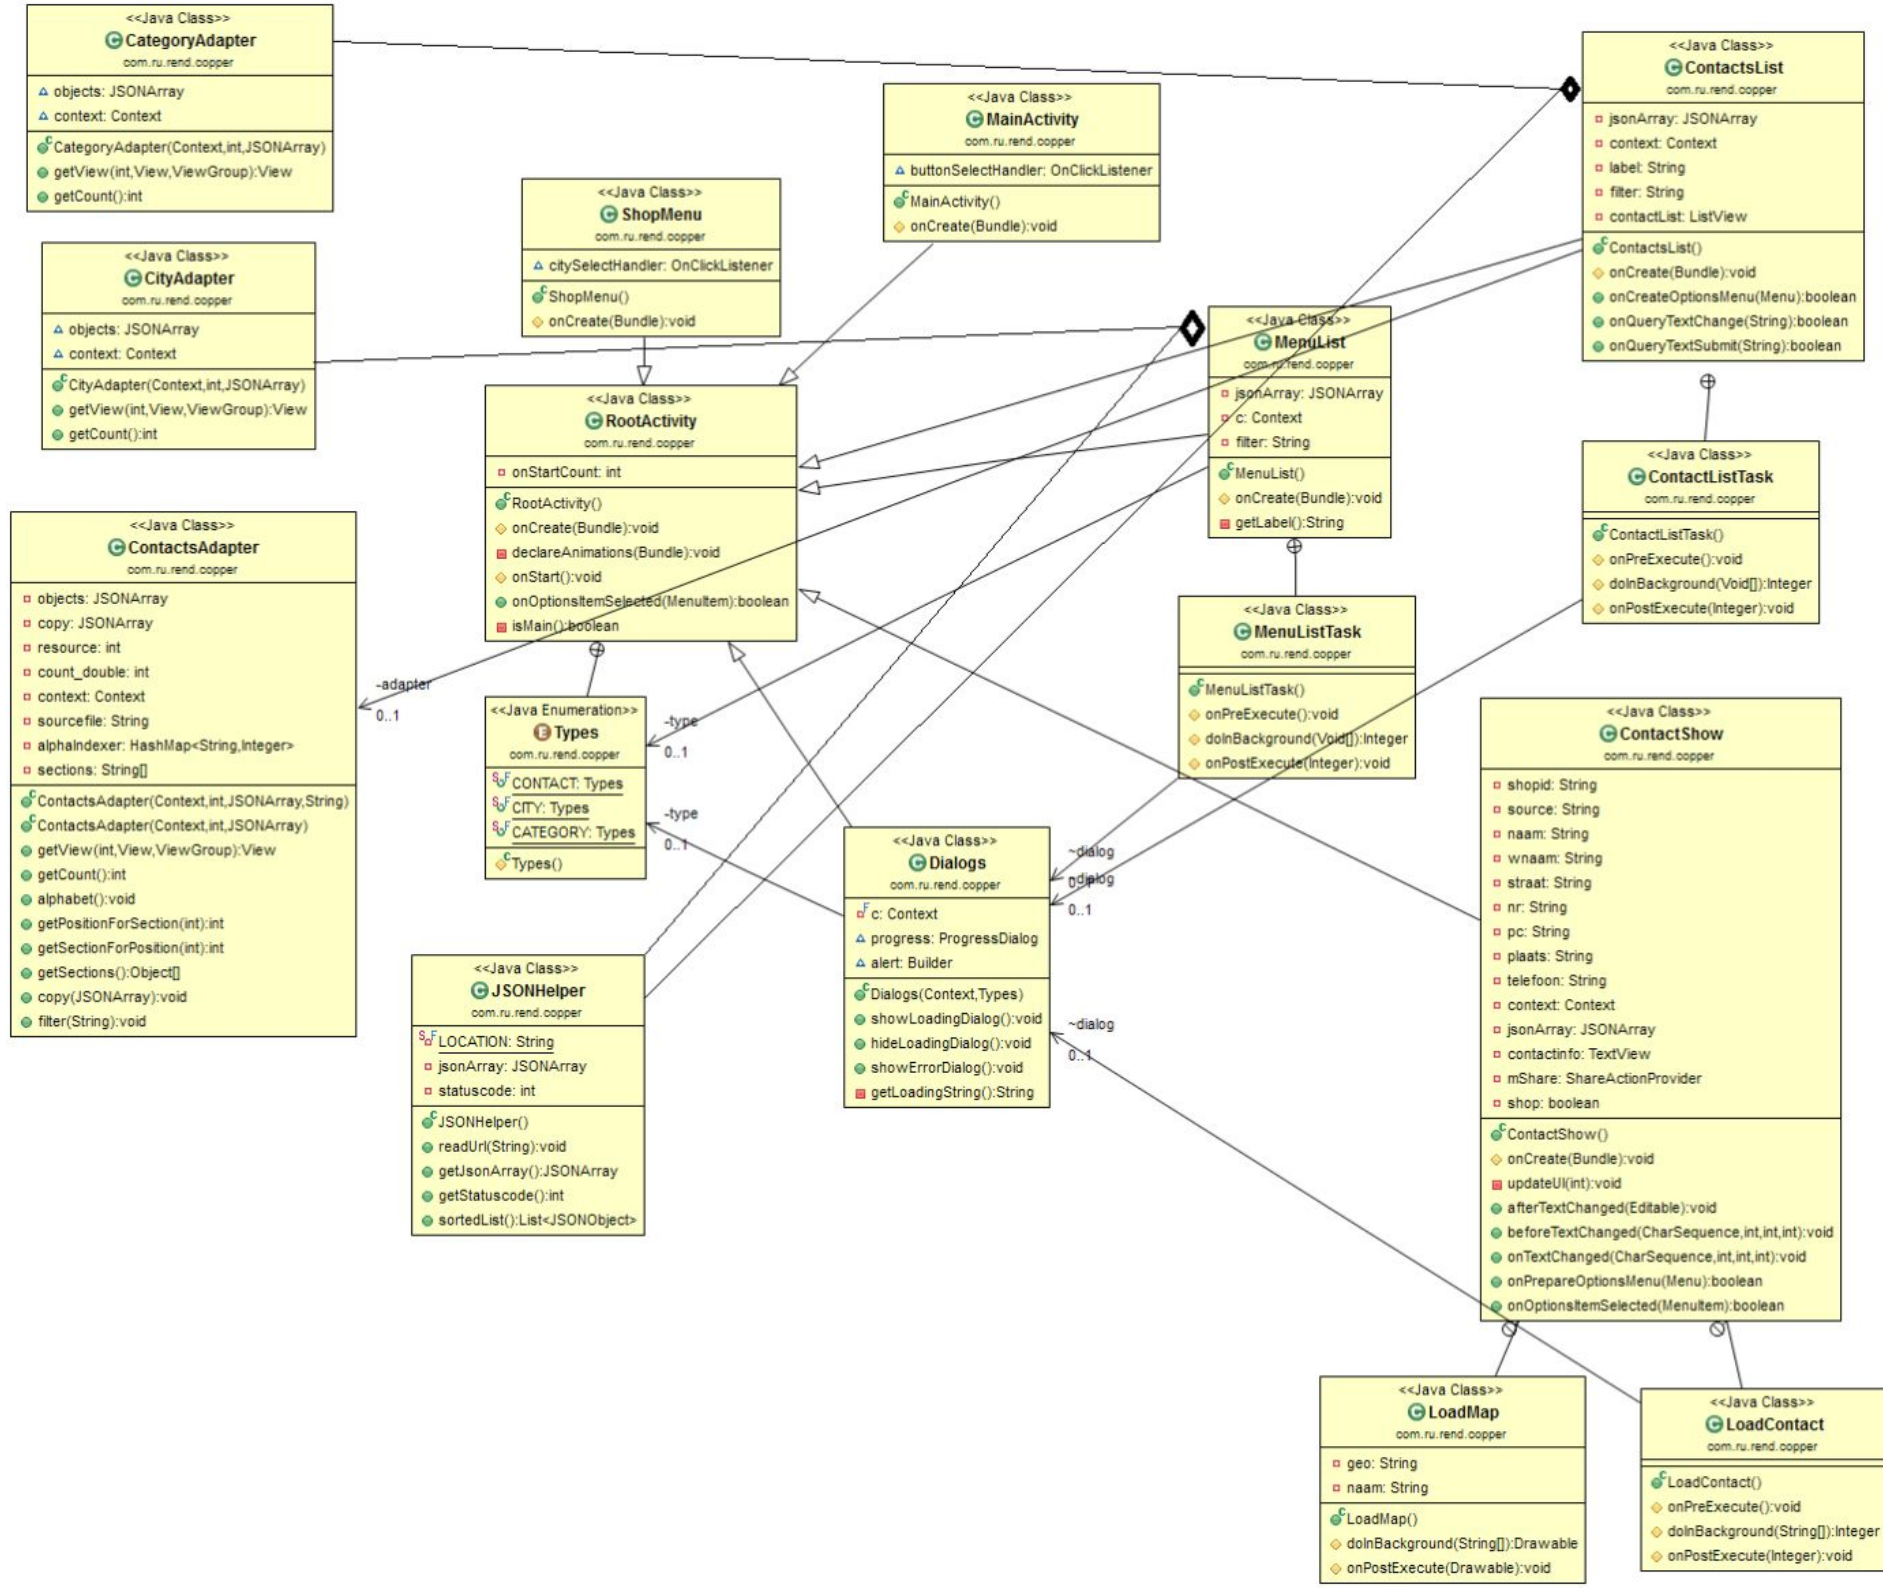 <<Java Class>>
CategoryAdapter
com.ru.rend.copper
objects: JSONArray
context: Context
CategoryAdapter(Context,int,JSONArray)
getView(int,View,ViewGroup):View
getCount():int
<<Java Class>>
ContactsList
com.ru.rend.copper
jsonArray: JSONArray
context: Context
label: String
filter: String
contactList: ListView
ContactsList()
onCreate(Bundle):void
onCreateOptionsMenu(Menu):boolean
onQueryTextChange(String):boolean
onQueryTextSubmit(String):boolean
<<Java Class>>
MainActivity
com.ru.rend.copper
buttonSelectHandler: OnClickListener
MainActivity()
onCreate(Bundle):void
<<Java Class>>
ShopMenu
com.ru.rend.copper
citySelectHandler: OnClickListener
ShopMenu()
onCreate(Bundle):void
<<Java Class>>
CityAdapter
com.ru.rend.copper
objects: JSONArray
context: Context
CityAdapter(Context,int,JSONArray)
getView(int,View,ViewGroup):View
getCount():int
<<Java Class>>
MenuList
com.ru.rend.copper
jsonArray: JSONArray
c: Context
filter: String
MenuList()
onCreate(Bundle):void
getLabel():String
<<Java Class>>
RootActivity
com.ru.rend.copper
onStartCount: int
RootActivity()
onCreate(Bundle):void
declareAnimations(Bundle):void
onStart():void
onOptionsItemSelected(MenuItem):boolean
isMain():boolean
<<Java Class>>
ContactListTask
com.ru.rend.copper
ContactListTask()
onPreExecute():void
doInBackground(Void[]):Integer
onPostExecute(Integer):void
<<Java Class>>
ContactsAdapter
com.ru.rend.copper
objects: JSONArray
copy: JSONArray
resource: int
count_double: int
context: Context
sourcefile: String
alphaIndexer: HashMap<String,Integer>
sections: String[]
ContactsAdapter(Context,int,JSONArray,String)
ContactsAdapter(Context,int,JSONArray)
getView(int,View,ViewGroup):View
getCount():int
alphabet():void
getPositionForSection(int):int
getSectionForPosition(int):int
getSections():Object[]
copy(JSONArray):void
filter(String):void
-adapter
0..1
<<Java Class>>
MenuListTask
com.ru.rend.copper
MenuListTask()
onPreExecute():void
doInBackground(Void[]):Integer
onPostExecute(Integer):void
<<Java Enumeration>>
Types
com.ru.rend.copper
CONTACT: Types
CITY: Types
CATEGORY: Types
Types()
-type
0..1
-type
0..1
<<Java Class>>
Dialogs
com.ru.rend.copper
c: Context
progress: ProgressDialog
alert: Builder
Dialogs(Context,Types)
showLoadingDialog():void
hideLoadingDialog():void
showErrorDialog():void
getLoadingString():String
~dialog
~dialog
0..1
~dialog
0..1
<<Java Class>>
ContactShow
com.ru.rend.copper
shopid: String
source: String
naam: String
wnaam: String
straat: String
nr: String
pc: String
plaats: String
telefoon: String
context: Context
jsonArray: JSONArray
contactinfo: TextView
mShare: ShareActionProvider
shop: boolean
ContactShow()
onCreate(Bundle):void
updateUI(int):void
afterTextChanged(Editable):void
beforeTextChanged(CharSequence,int,int,int):void
onTextChanged(CharSequence,int,int,int):void
onPrepareOptionsMenu(Menu):boolean
onOptionsItemSelected(MenuItem):boolean
<<Java Class>>
JSONHelper
com.ru.rend.copper
LOCATION: String
jsonArray: JSONArray
statuscode: int
JSONHelper()
readUrl(String):void
getJsonArray():JSONArray
getStatuscode():int
sortedList():List<JSONObject>
<<Java Class>>
LoadMap
com.ru.rend.copper
geo: String
naam: String
LoadMap()
doInBackground(String[]):Drawable
onPostExecute(Drawable):void
<<Java Class>>
LoadContact
com.ru.rend.copper
LoadContact()
onPreExecute():void
doInBackground(String[]):Integer
onPostExecute(Integer):void